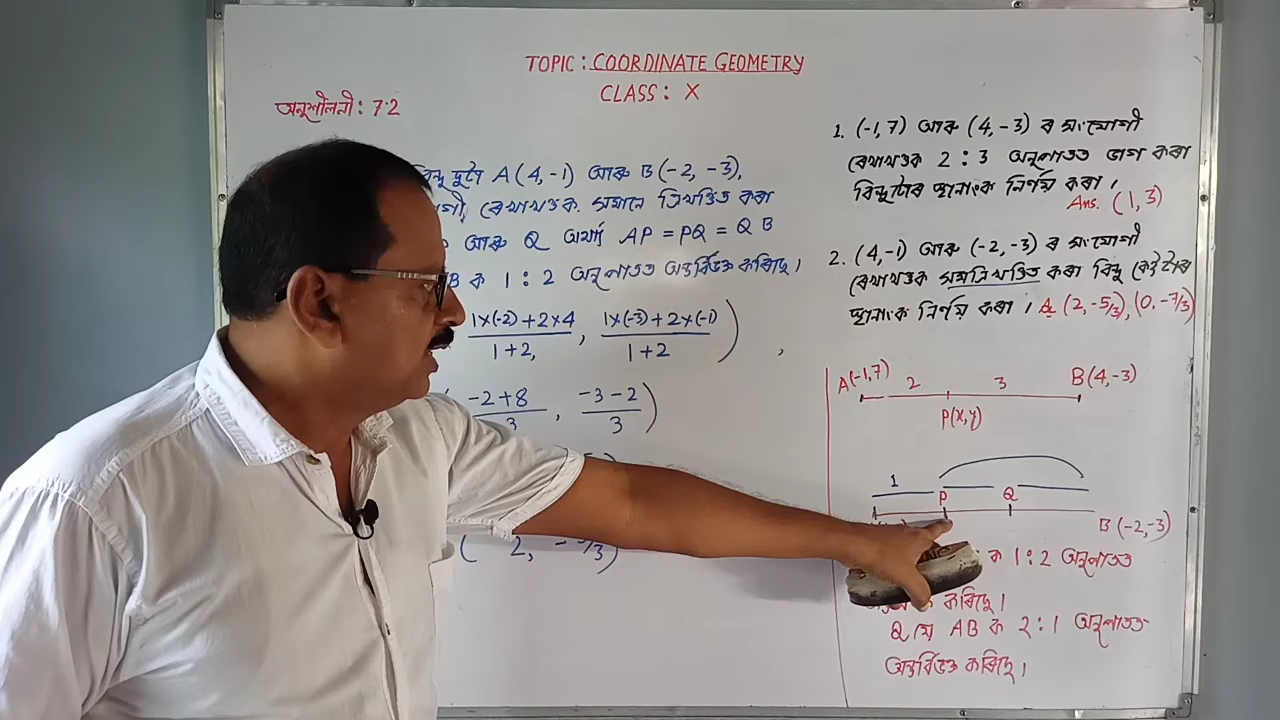 TOPIC: COORDINATE GEOMETRY
CLASS: X
অনুশীলনী: 7.2
বিন্দু দুটা A(4,-1) আৰু B(-2,-3),
ৰেখাখণ্ডক সমানে ত্ৰিখণ্ডিত কৰা
আৰু Q অৰ্থাৎ AP = PQ = QB
B ক 1:2 অনুপাতত অন্তৰ্বিভক্ত কৰিছে।
1×(-2)+2×4 / 1+2, , 1×(-3)+2×(-1) / 1+2 ) ,
( -2+8 / 3 , -3-2 / 3 )
( 2, -5/3 )
1. (-1,7) আৰু (4,-3) ৰ সংযোগী
ৰেখাখণ্ডক 2:3 অনুপাতত ভাগ কৰা
বিন্দুটোৰ স্থানাংক নিৰ্ণয় কৰা।
Ans. (1,3)
2. (4,-1) আৰু (-2,-3) ৰ সংযোগী
ৰেখাখণ্ডক সমত্ৰিখণ্ডিত কৰা বিন্দু কেইটাৰ
স্থানাংক নিৰ্ণয় কৰা। A (2,-5/3), (0,-7/3)
A(-1,7) 2 3 B(4,-3)
P(x,y)
1
P Q
A B(-2,-3)
ক 1:2 অনুপাতত
কৰিছে।
Q য়ে AB ক 2:1 অনুপাতত
অন্তৰ্বিভক্ত কৰিছে।